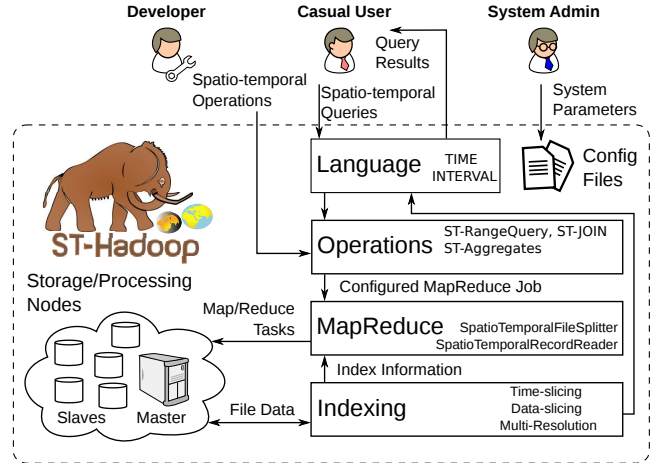 Developer
Casual User
System Admin
Query
Results
Spatio-temporal
Operations
Spatio-temporal
Queries
System
Parameters
Language
TIME
INTERVAL
Config
Files
ST-Hadoop
Operations
ST-RangeQuery, ST-JOIN
ST-Aggregates
Storage/Processing
Nodes
Configured MapReduce Job
Map/Reduce
Tasks
MapReduce
SpatioTemporalFileSplitter
SpatioTemporalRecordReader
Index Information
Slaves
Master
File Data
Indexing
Time-slicing
Data-slicing
Multi-Resolution